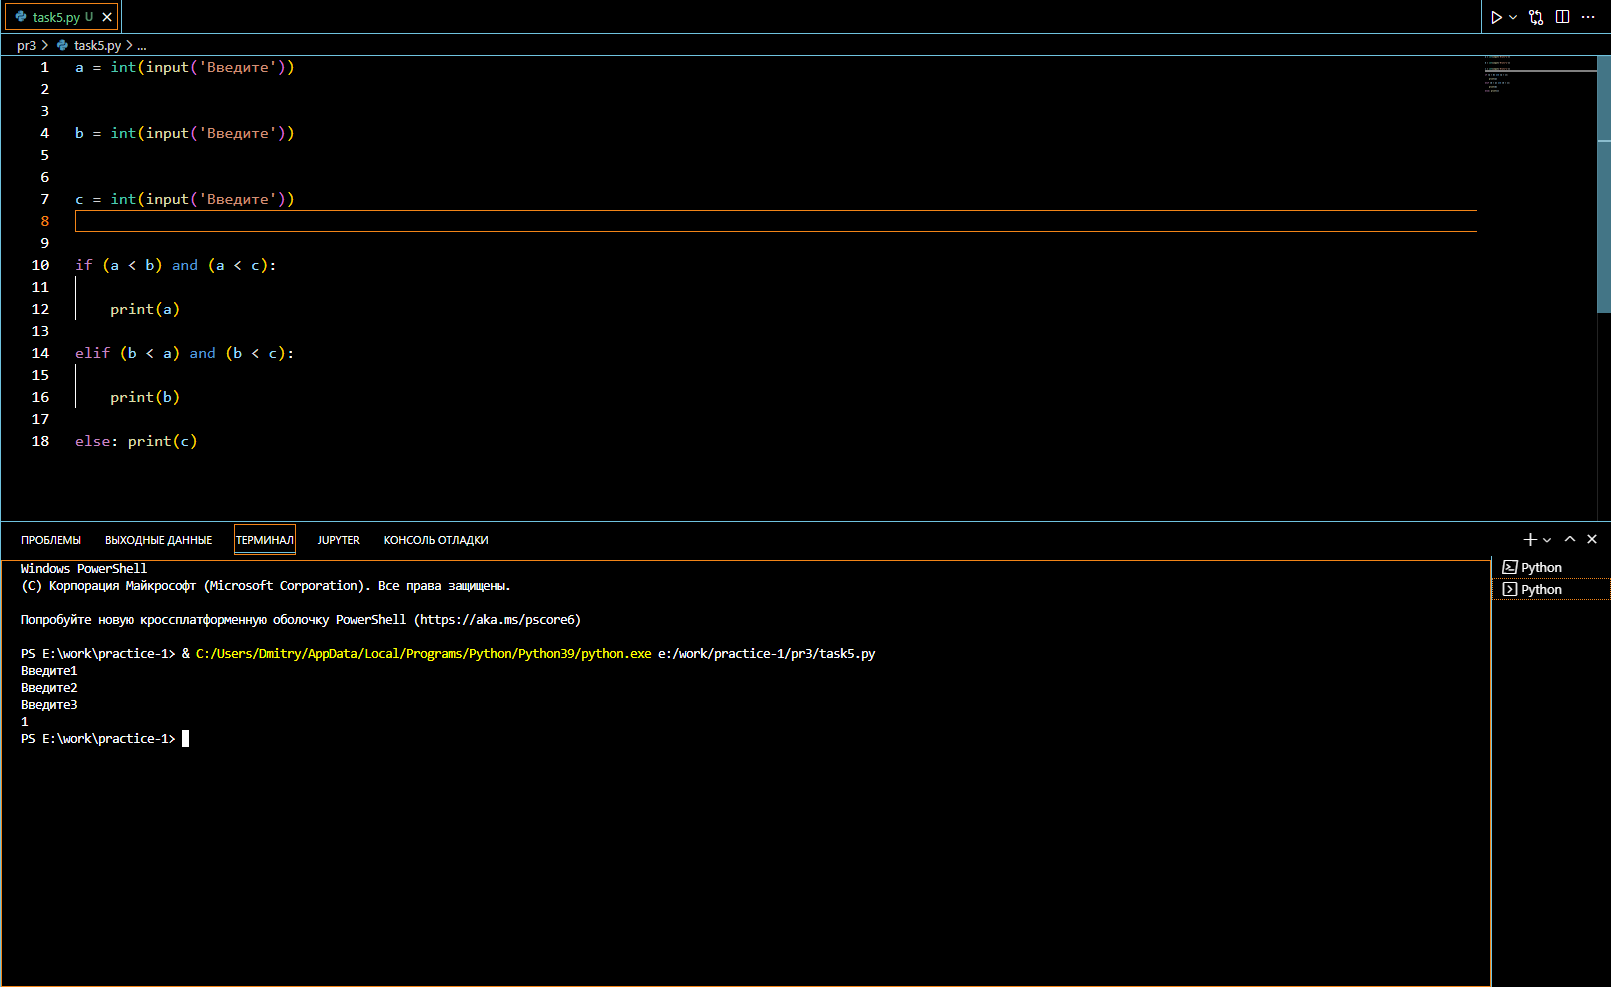 task5.py U
pr3 > task5.py > ...
1 a = int(input('Введите'))
2
3
4 b = int(input('Введите'))
5
6
7 c = int(input('Введите'))
8
9
10 if (a < b) and (a < c):
11
12 print(a)
13
14 elif (b < a) and (b < c):
15
16 print(b)
17
18 else: print(c)
ПРОБЛЕМЫ ВЫХОДНЫЕ ДАННЫЕ ТЕРМИНАЛ JUPYTER КОНСОЛЬ ОТЛАДКИ
Windows PowerShell
(C) Корпорация Майкрософт (Microsoft Corporation). Все права защищены.
Попробуйте новую кроссплатформенную оболочку PowerShell (https://aka.ms/pscore6)
PS E:\work\practice-1> & C:/Users/Dmitry/AppData/Local/Programs/Python/Python39/python.exe e:/work/practice-1/pr3/task5.py
Введите1
Введите2
Введите3
1
PS E:\work\practice-1>
Python
Python